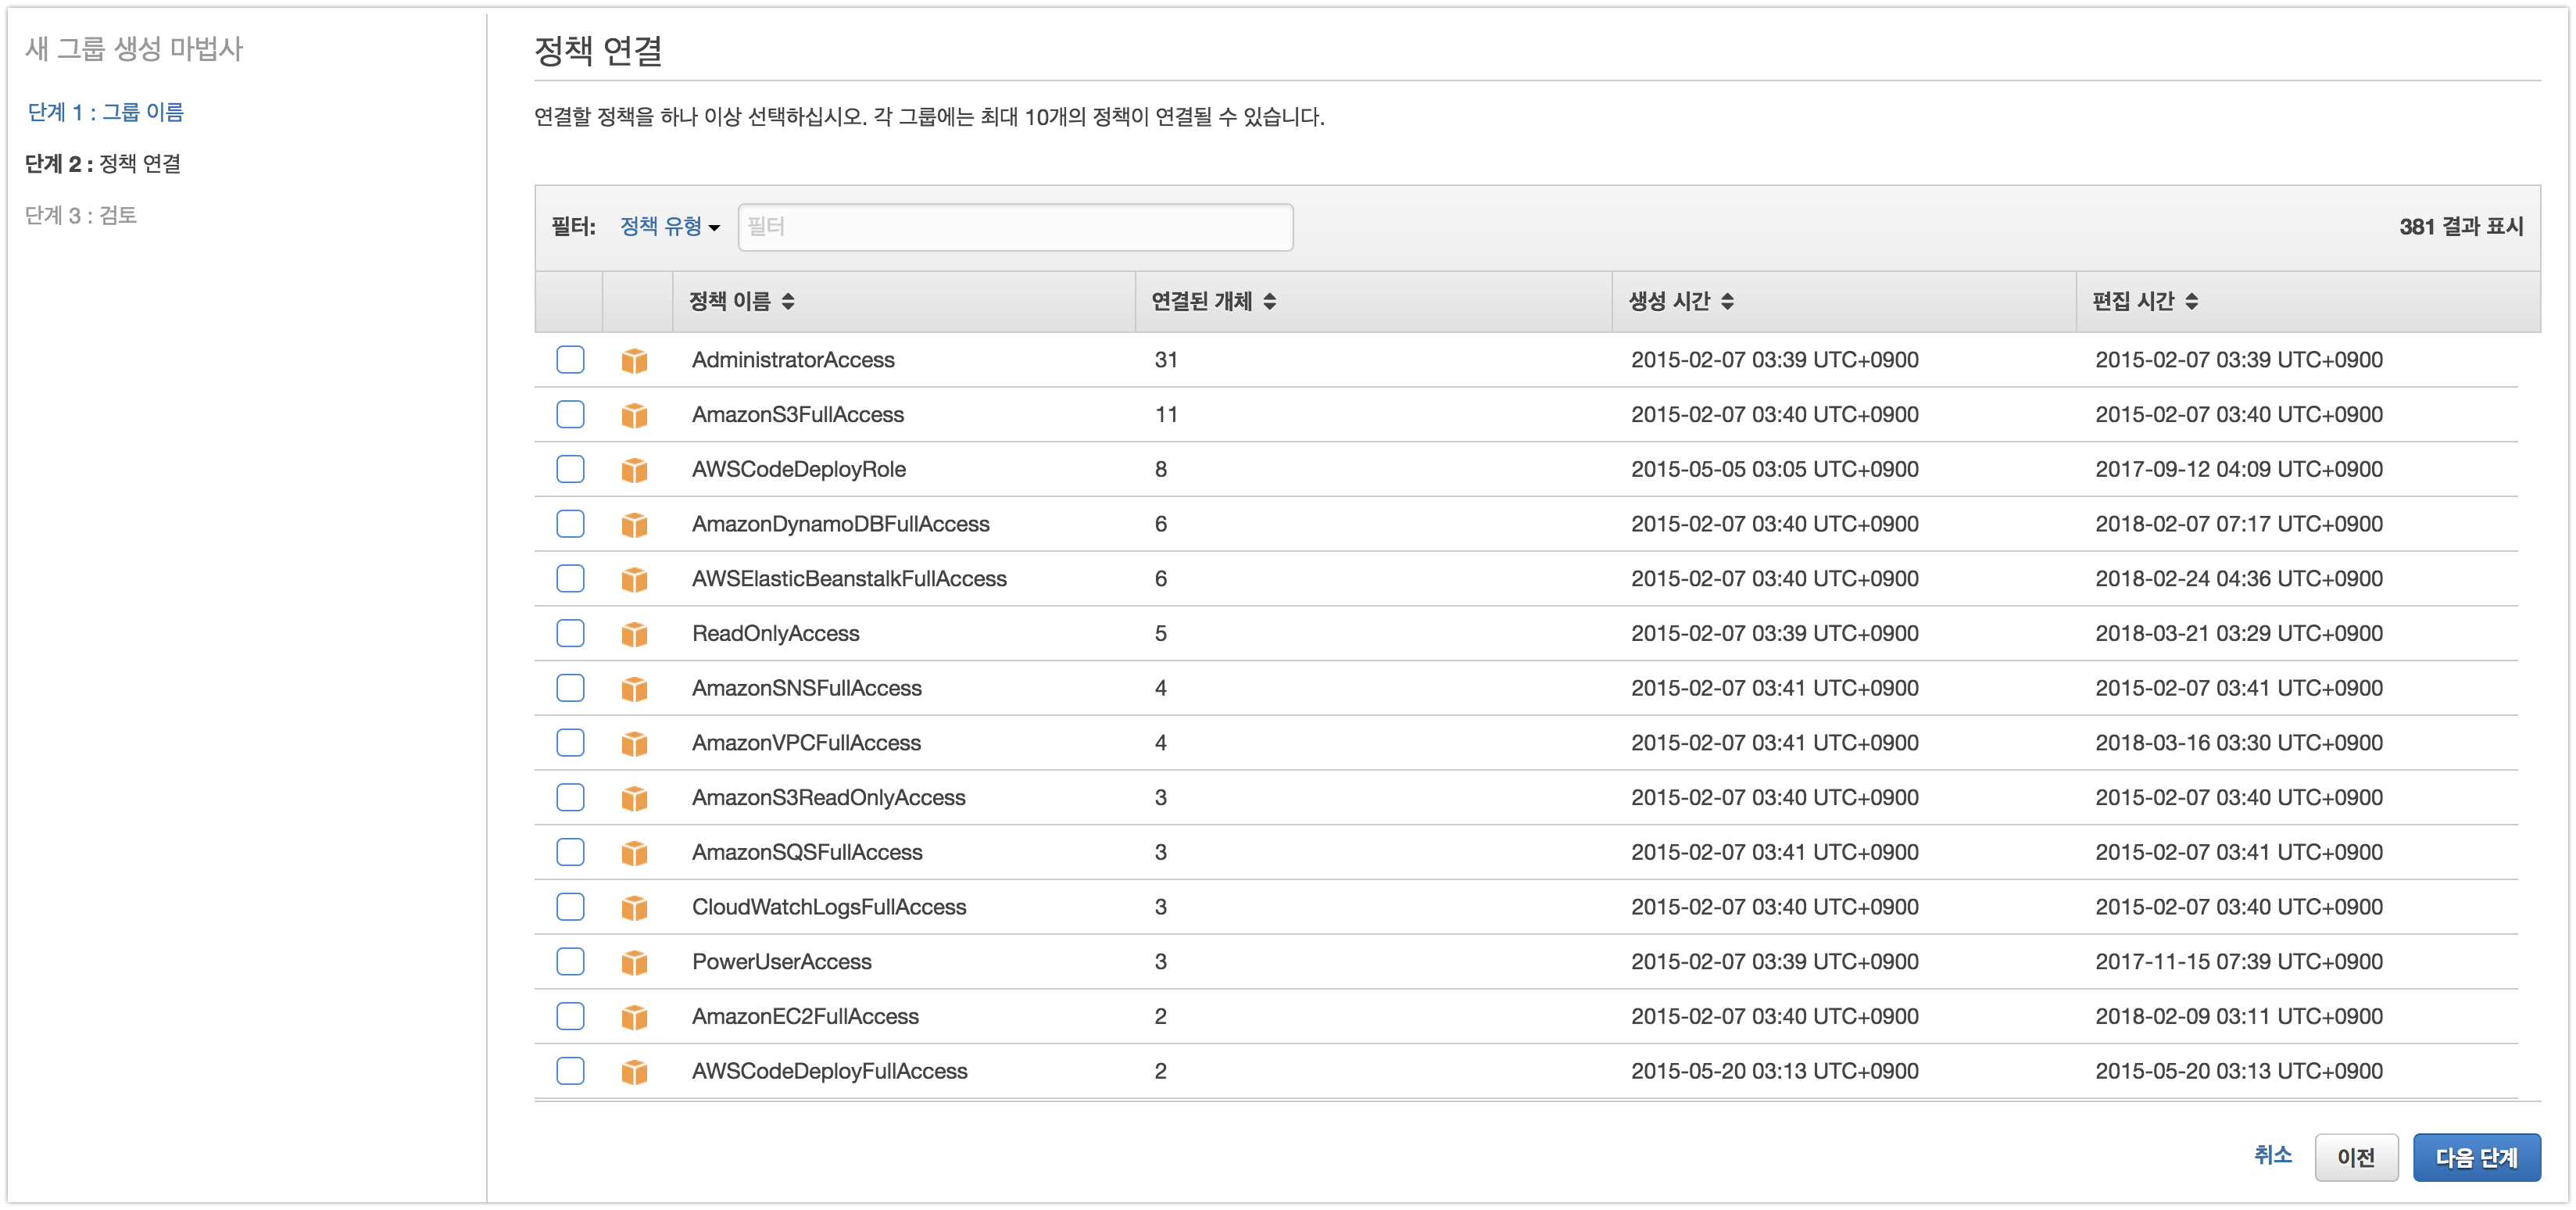 새 그룹 생성 마법사
단계 1 : 그룹 이름
단계 2 : 정책 연결
단계 3 : 검토
정책 연결
연결할 정책을 하나 이상 선택하십시오. 각 그룹에는 최대 10개의 정책이 연결될 수 있습니다.
필터: 정책 유형 필터 381 결과 표시
정책 이름 연결된 개체 생성 시간 편집 시간
AdministratorAccess 31 2015-02-07 03:39 UTC+0900 2015-02-07 03:39 UTC+0900
AmazonS3FullAccess 11 2015-02-07 03:40 UTC+0900 2015-02-07 03:40 UTC+0900
AWSCodeDeployRole 8 2015-05-05 03:05 UTC+0900 2017-09-12 04:09 UTC+0900
AmazonDynamoDBFullAccess 6 2015-02-07 03:40 UTC+0900 2018-02-07 07:17 UTC+0900
AWSElasticBeanstalkFullAccess 6 2015-02-07 03:40 UTC+0900 2018-02-24 04:36 UTC+0900
ReadOnlyAccess 5 2015-02-07 03:39 UTC+0900 2018-03-21 03:29 UTC+0900
AmazonSNSFullAccess 4 2015-02-07 03:41 UTC+0900 2015-02-07 03:41 UTC+0900
AmazonVPCFullAccess 4 2015-02-07 03:41 UTC+0900 2018-03-16 03:30 UTC+0900
AmazonS3ReadOnlyAccess 3 2015-02-07 03:40 UTC+0900 2015-02-07 03:40 UTC+0900
AmazonSQSFullAccess 3 2015-02-07 03:41 UTC+0900 2015-02-07 03:41 UTC+0900
CloudWatchLogsFullAccess 3 2015-02-07 03:40 UTC+0900 2015-02-07 03:40 UTC+0900
PowerUserAccess 3 2015-02-07 03:39 UTC+0900 2017-11-15 07:39 UTC+0900
AmazonEC2FullAccess 2 2015-02-07 03:40 UTC+0900 2018-02-09 03:11 UTC+0900
AWSCodeDeployFullAccess 2 2015-05-20 03:13 UTC+0900 2015-05-20 03:13 UTC+0900
취소 이전 다음 단계